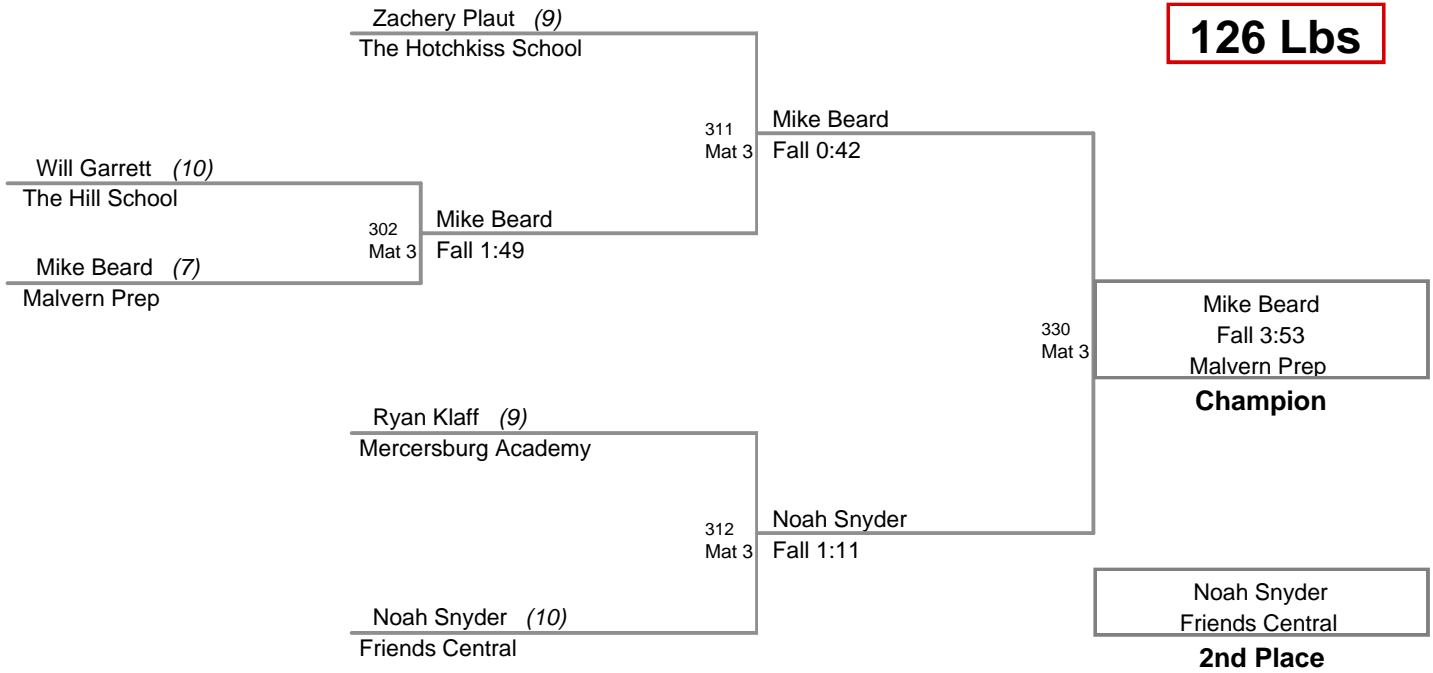 Zachery Plaut (9)
The Hotchkiss School
126 Lbs
311
Mat 3
Mike Beard
Fall 0:42
Will Garrett (10)
The Hill School
302
Mat 3
Mike Beard
Fall 1:49
Mike Beard (7)
Malvern Prep
330
Mat 3
Mike Beard
Fall 3:53
Malvern Prep
Champion
Ryan Klaff (9)
Mercersburg Academy
312
Mat 3
Noah Snyder
Fall 1:11
Noah Snyder (10)
Friends Central
Noah Snyder
Friends Central
2nd Place